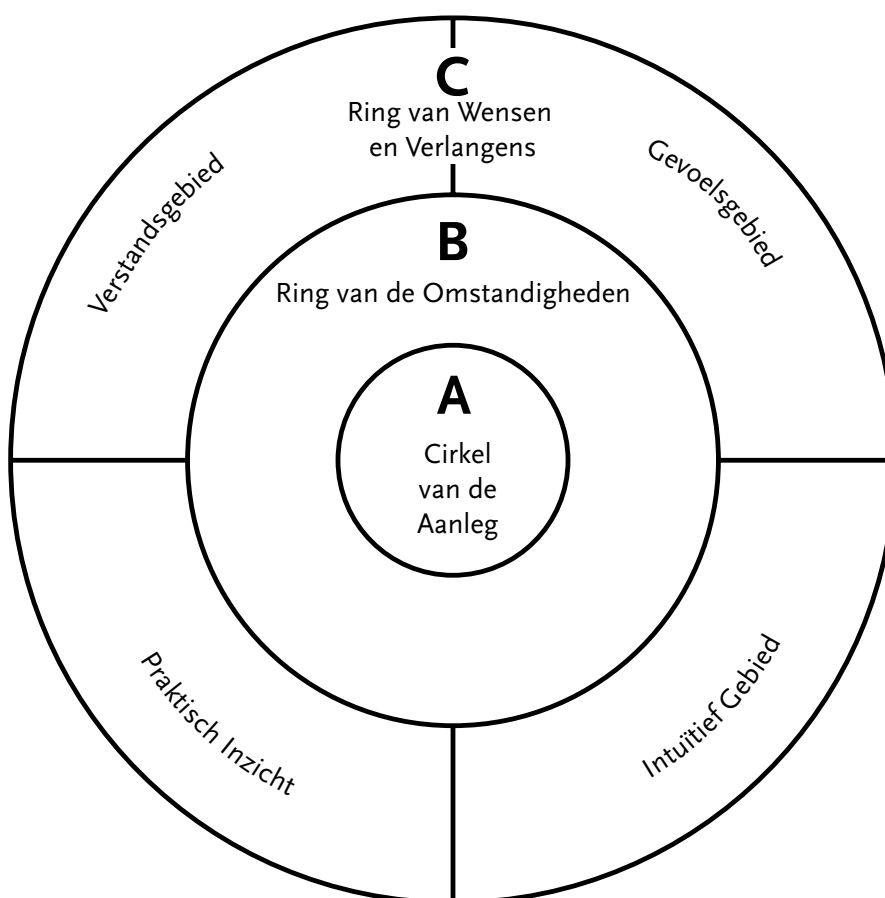 C
Ring van Wensen
en Verlangens
Verstandsgebied
Gevoelsgebied
B
Ring van de Omstandigheden
A
Cirkel
van de
Aanleg
Praktisch Inzicht
Intuïtief Gebied